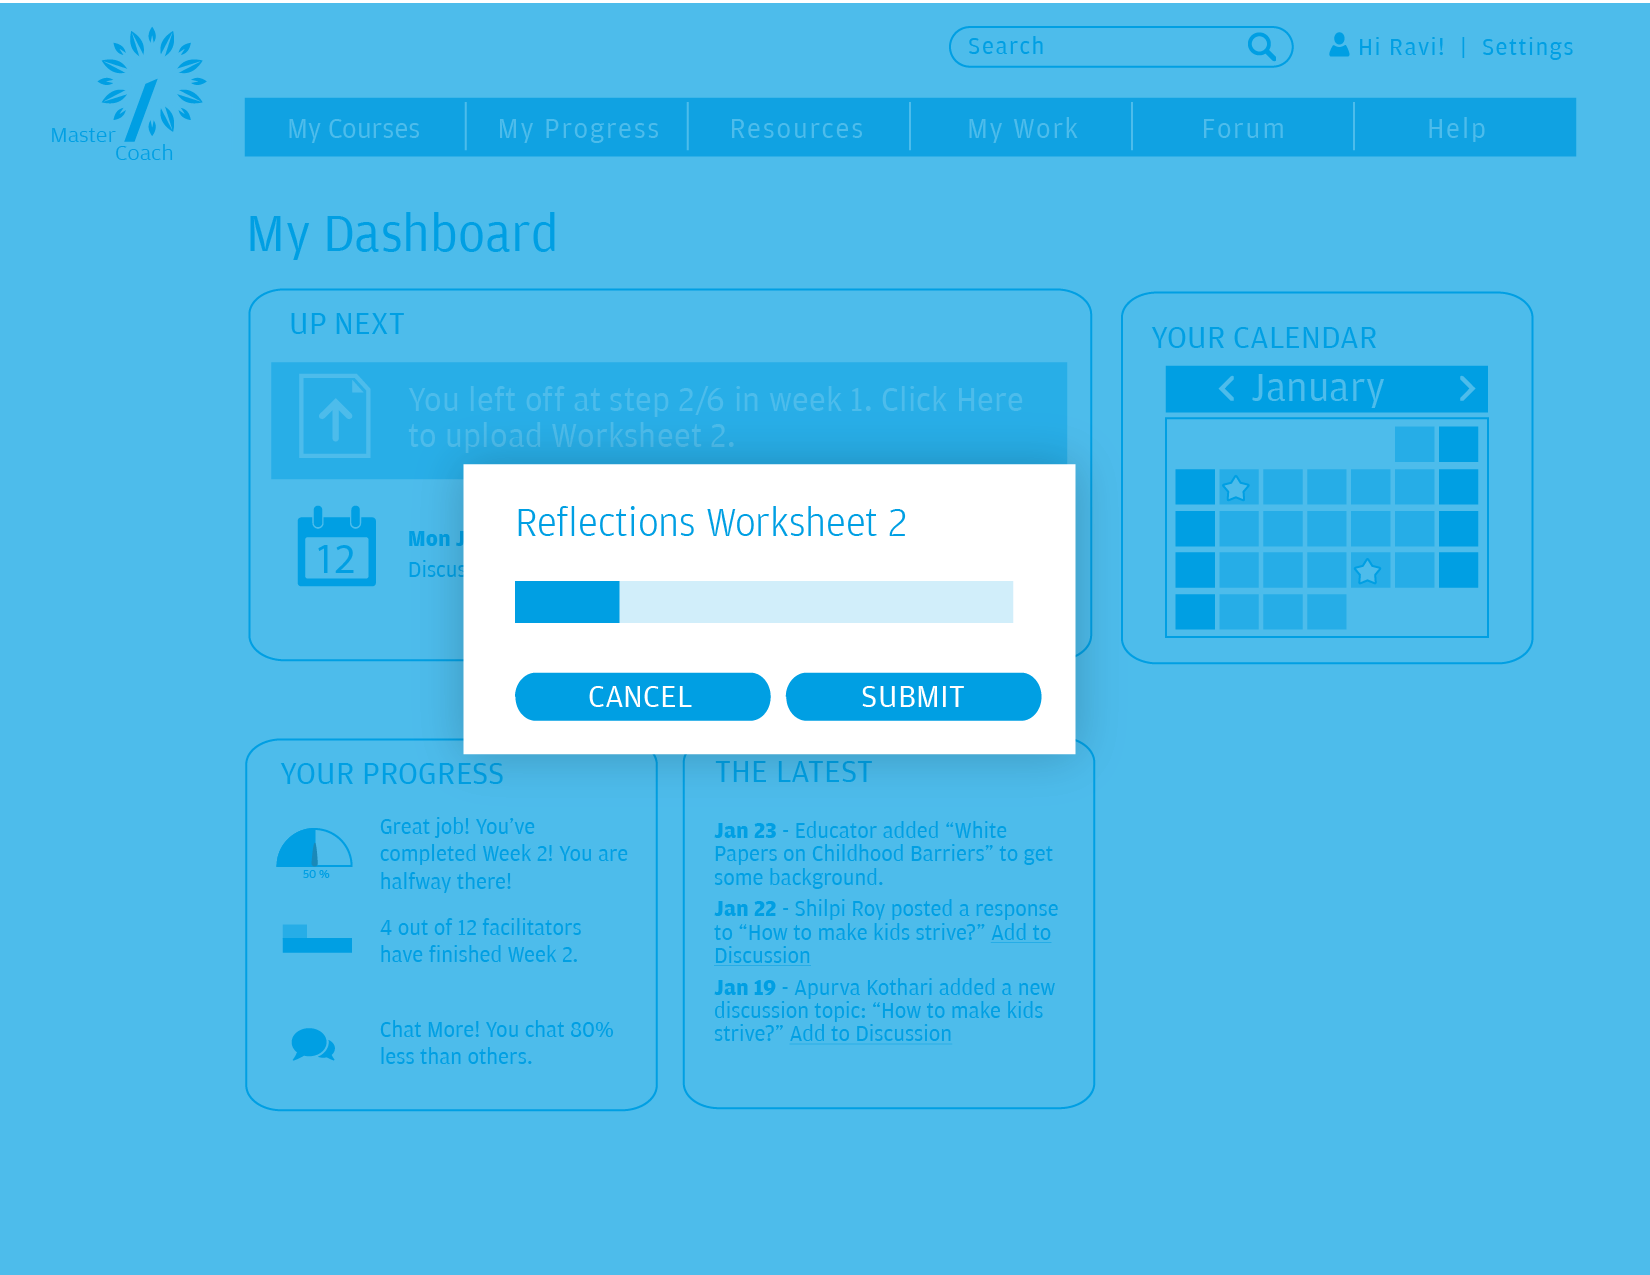 Master
Coach
Search
Hi Ravi! | Settings
My Courses
My Progress
Resources
My Work
Forum
Help
My Dashboard
UP NEXT
You left off at step 2/6 in week 1. Click Here
to upload Worksheet 2.
12
Mon
YOUR CALENDAR
January
Reflections Worksheet 2
CANCEL
SUBMIT
YOUR PROGRESS
50 %
Great job! You’ve
completed Week 2! You are
halfway there!
4 out of 12 facilitators
have finished Week 2.
Chat More! You chat 80%
less than others.
THE LATEST
Jan 23 - Educator added “White
Papers on Childhood Barriers” to get
some background.
Jan 22 - Shilpi Roy posted a response
to “How to make kids strive?” Add to
Discussion
Jan 19 - Apurva Kothari added a new
discussion topic: “How to make kids
strive?” Add to Discussion